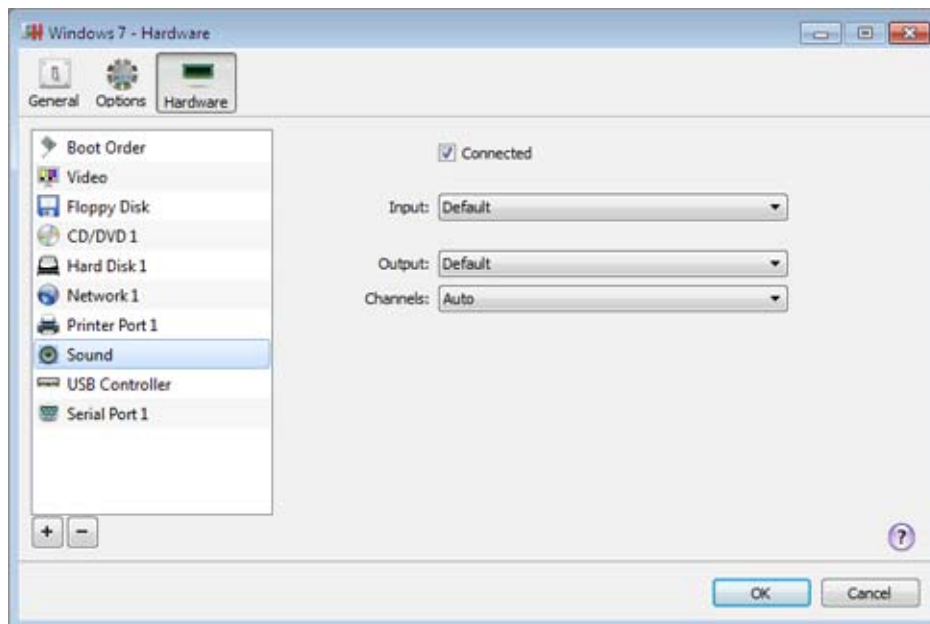 Windows 7 - Hardware
General Options Hardware
Boot Order
Video
Floppy Disk
CD/DVD 1
Hard Disk 1
Network 1
Printer Port 1
Sound
USB Controller
Serial Port 1
+ −
Connected
Input: Default
Output: Default
Channels: Auto
?
OK Cancel